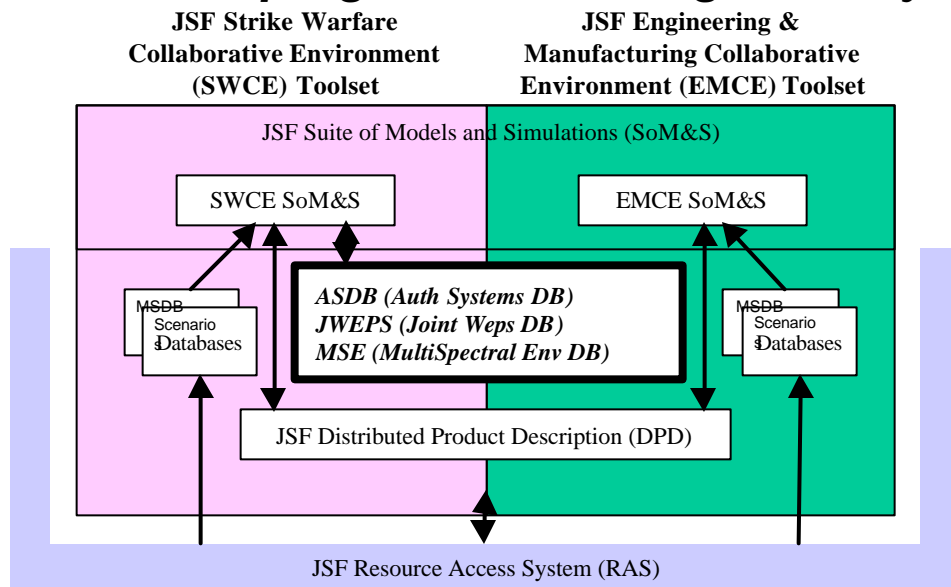 JSF Strike Warfare
Collaborative Environment
(SWCE) Toolset
JSF Engineering &
Manufacturing Collaborative
Environment (EMCE) Toolset
JSF Suite of Models and Simulations (SoM&S)
SWCE SoM&S
EMCE SoM&S
MSDB
Scenario
s
Databases
ASDB (Auth Systems DB)
JWEPS (Joint Weps DB)
MSE (MultiSpectral Env DB)
MSDB
Scenario
s
Databases
JSF Distributed Product Description (DPD)
JSF Resource Access System (RAS)